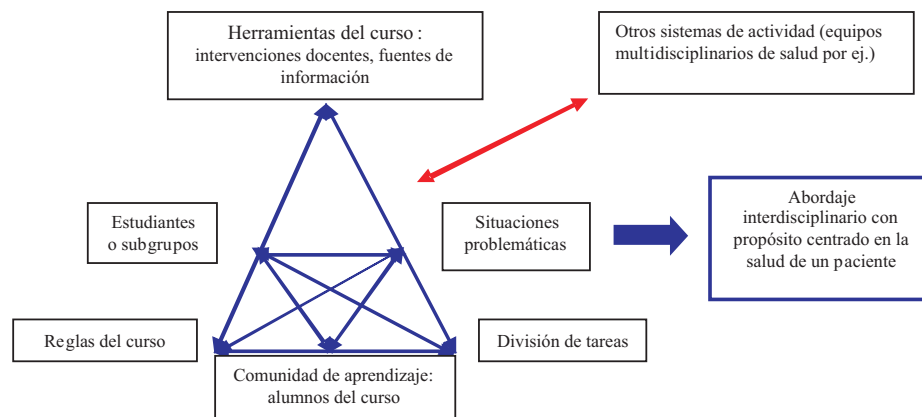 Herramientas del curso :
intervenciones docentes, fuentes de
información
Otros sistemas de actividad (equipos
multidisciplinarios de salud por ej.)
Estudiantes
o subgrupos
Situaciones
problemáticas
Abordaje
interdisciplinario con
propósito centrado en la
salud de un paciente
Reglas del curso
División de tareas
Comunidad de aprendizaje:
alumnos del curso